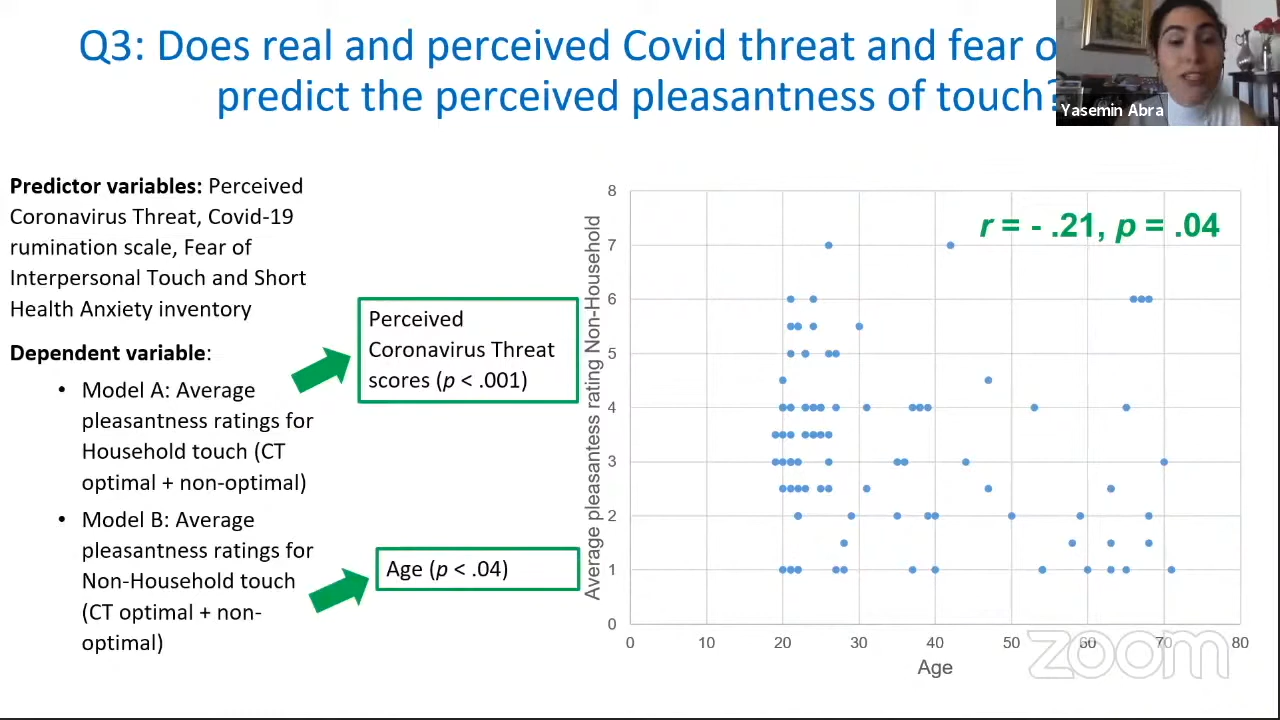 Q3: Does real and perceived Covid threat and fear o
predict the perceived pleasantness of touch?
Yasemin Abra
Predictor variables: Perceived
Coronavirus Threat, Covid-19
rumination scale, Fear of
Interpersonal Touch and Short
Health Anxiety inventory
Dependent variable:
• Model A: Average
pleasantness ratings for
Household touch (CT
optimal + non-optimal)
• Model B: Average
pleasantness ratings for
Non-Household touch
(CT optimal + non-
optimal)
Perceived
Coronavirus Threat
scores (p < .001)
Age (p < .04)
Average pleasantess rating Non-Household
r = - .21, p = .04
8
7
6
5
4
3
2
1
0
0 10 20 30 40 50 60 70 80
Age
zoom